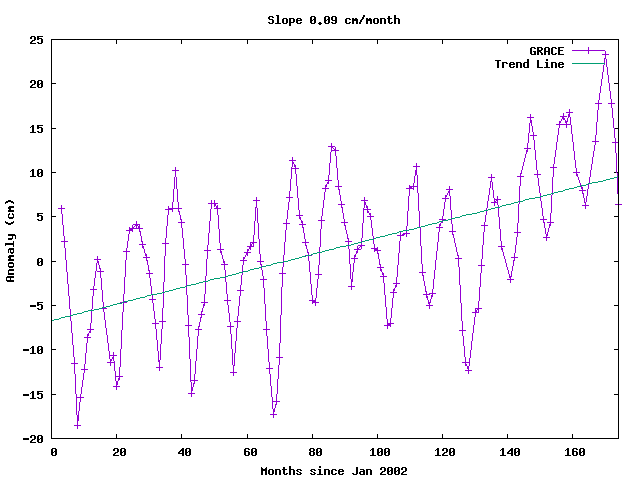 Slope 0.09 cm/month
GRACE
Trend Line
Anomaly (cm)
25
20
15
10
5
0
-5
-10
-15
-20
0 20 40 60 80 100 120 140 160
Months since Jan 2002